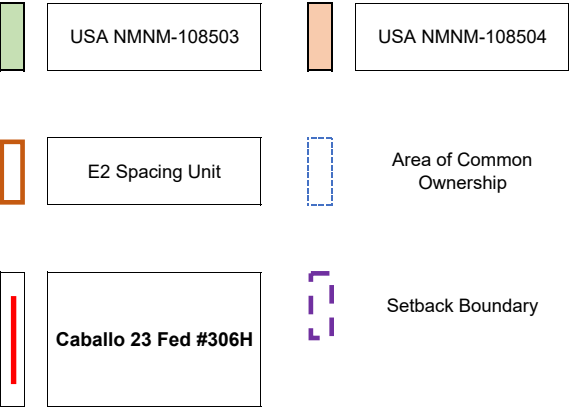 USA NMNM-108503
USA NMNM-108504
E2 Spacing Unit
Area of Common
Ownership
Caballo 23 Fed #306H
Setback Boundary